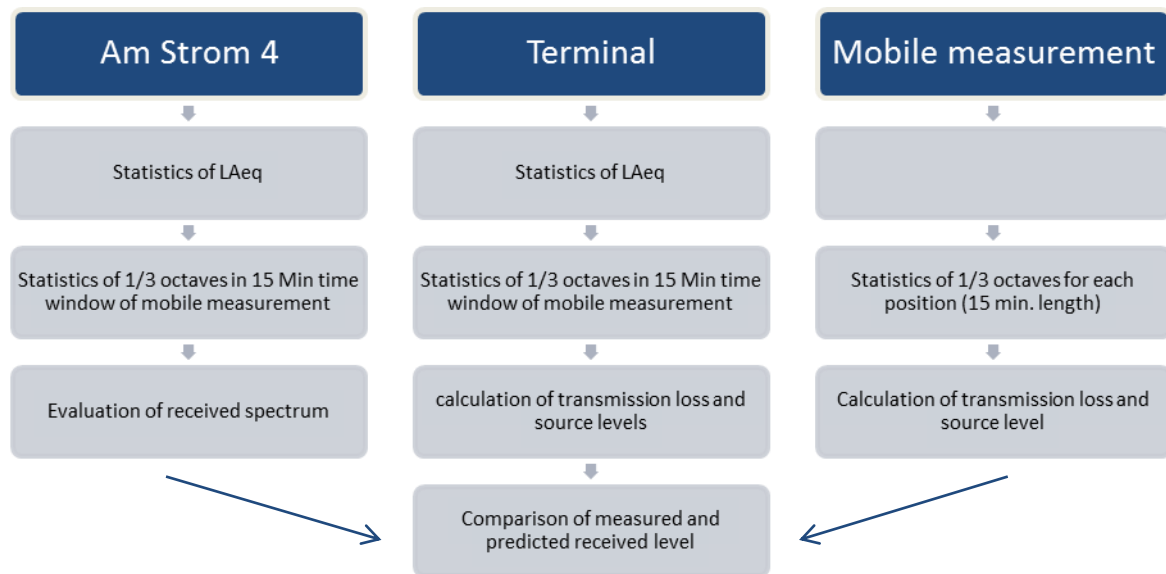 Am Strom 4
Statistics of LAeq
Statistics of 1/3 octaves in 15 Min time
window of mobile measurement
Evaluation of received spectrum
Terminal
Statistics of LAeq
Statistics of 1/3 octaves in 15 Min time
window of mobile measurement
calculation of transmission loss and
source levels
Comparison of measured and
predicted received level
Mobile measurement
Statistics of 1/3 octaves for each
position (15 min. length)
Calculation of transmission loss and
source level